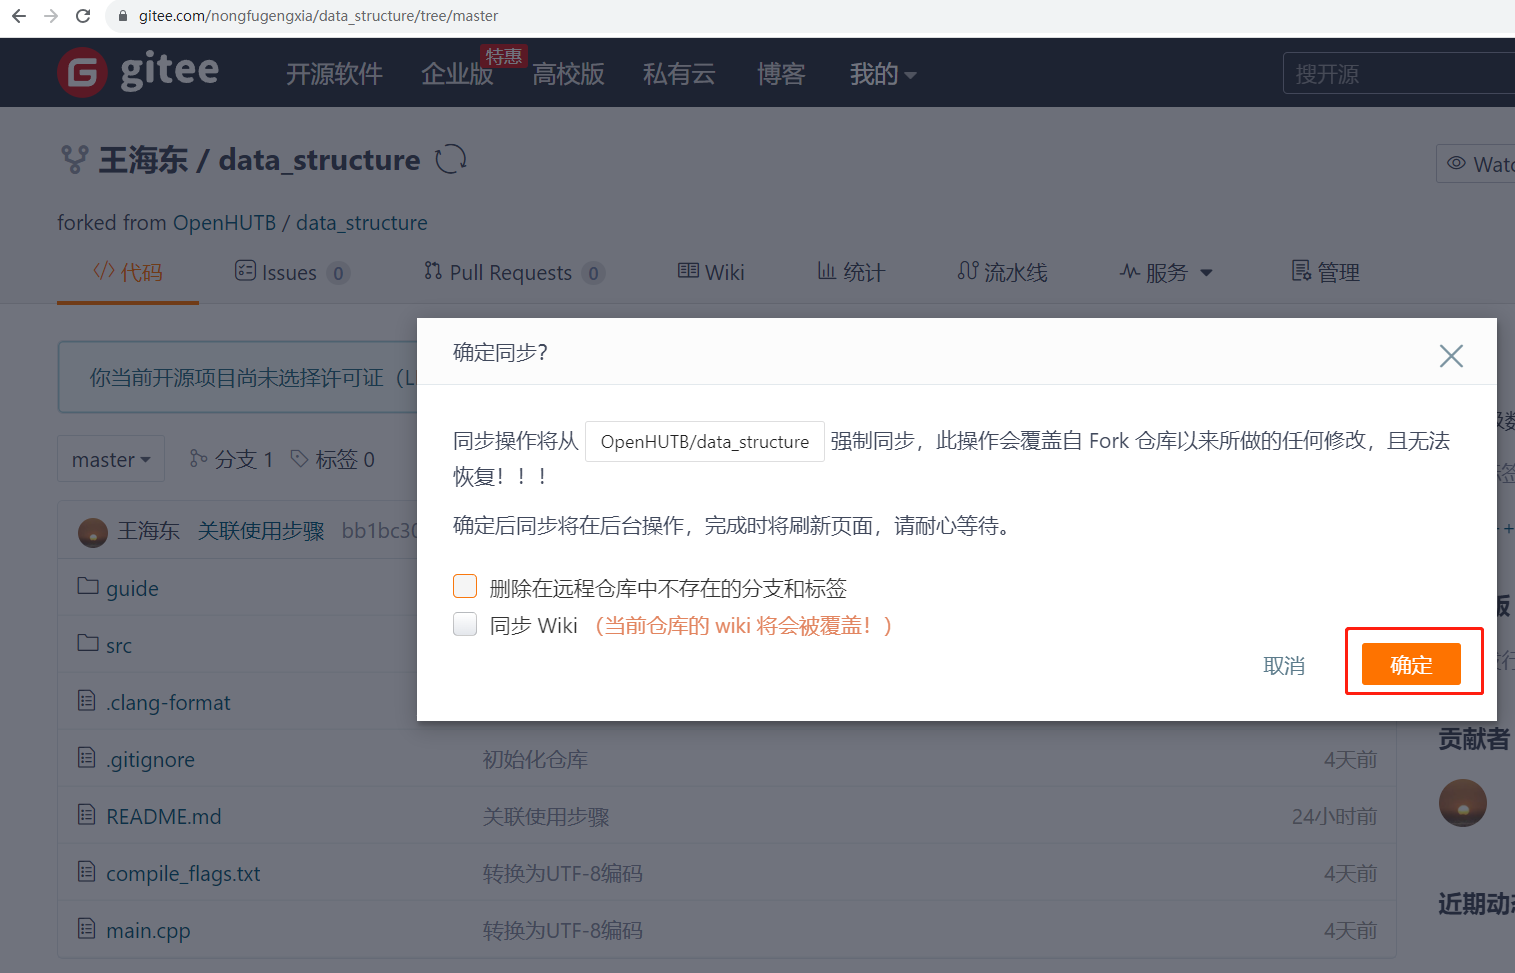 gitee.com/nongfugengxia/data_structure/tree/master
gitee
开源软件
企业版
特惠
高校版
私有云
博客
我的
搜开源
王海东 / data_structure
forked from OpenHUTB / data_structure
代码
Issues 0
Pull Requests 0
Wiki
统计
流水线
服务
管理
你当前开源项目尚未选择许可证（L
确定同步?
同步操作将从 OpenHUTB/data_structure 强制同步，此操作会覆盖自 Fork 仓库以来所做的任何修改，且无法
恢复！！！
确定后同步将在后台操作，完成时将刷新页面，请耐心等待。
删除在远程仓库中不存在的分支和标签
同步 Wiki （当前仓库的 wiki 将会被覆盖！）
取消
确定
master
分支 1
标签 0
王海东 关联使用步骤 bb1bc30
guide
src
.clang-format
.gitignore 初始化仓库 4天前
README.md 关联使用步骤 24小时前
compile_flags.txt 转换为UTF-8编码 4天前
main.cpp 转换为UTF-8编码 4天前
贡献者
近期动